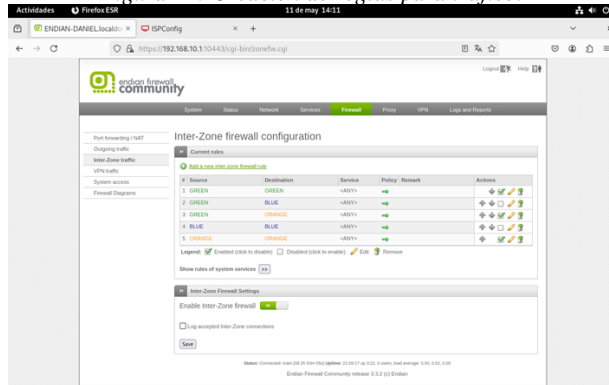 Actividades Firefox ESR 11 de may 14:11
ENDIAN-DANIEL.localdom × ISPConfig × +
https://192.168.10.1:10443/cgi-bin/zonefw.cgi
Logout Help
endian firewall
community
System Status Network Services Firewall Proxy VPN Logs and Reports
Port forwarding / NAT
Outgoing traffic
Inter-Zone traffic
VPN traffic
System access
Firewall Diagrams
Inter-Zone firewall configuration
Current rules
Add a new inter-zone firewall rule
# Source Destination Service Policy Remark Actions
1 GREEN GREEN <ANY>
2 GREEN BLUE <ANY>
3 GREEN ORANGE <ANY>
4 BLUE BLUE <ANY>
5 ORANGE ORANGE <ANY>
Legend: Enabled (click to disable) Disabled (click to enable) Edit Remove
Show rules of system services >>
Inter-Zone Firewall Settings
Enable Inter-Zone firewall
Log accepted Inter-Zone connections
Save
Status: Connected: main Uptime:
Endian Firewall Community release 3.3.2 (c) Endian